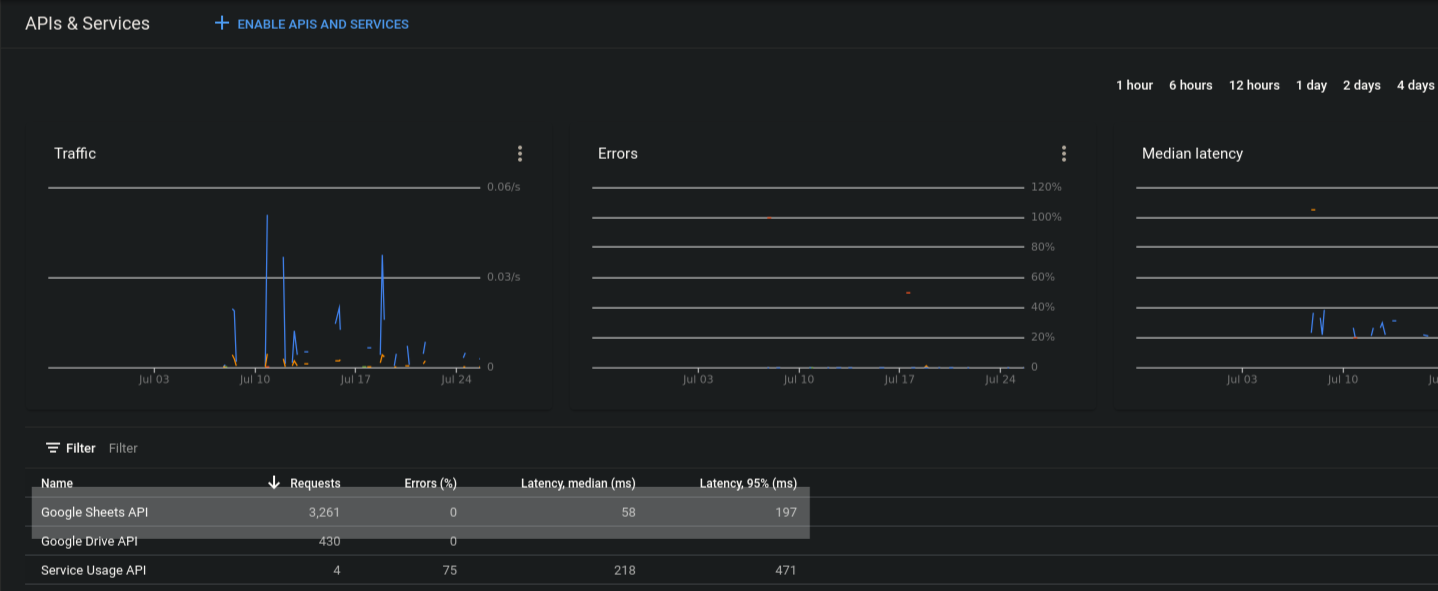 APIs & Services + ENABLE APIS AND SERVICES
1 hour 6 hours 12 hours 1 day 2 days 4 days
Traffic Errors Median latency
0.06/s 120%
100%
80%
0.03/s 60%
40%
20%
0 0
Jul 03 Jul 10 Jul 17 Jul 24 Jul 03 Jul 10 Jul 17 Jul 24 Jul 03 Jul 10
Filter Filter
Name Requests Errors (%) Latency, median (ms) Latency, 95% (ms)
Google Sheets API 3,261 0 58 197
Google Drive API 430 0
Service Usage API 4 75 218 471